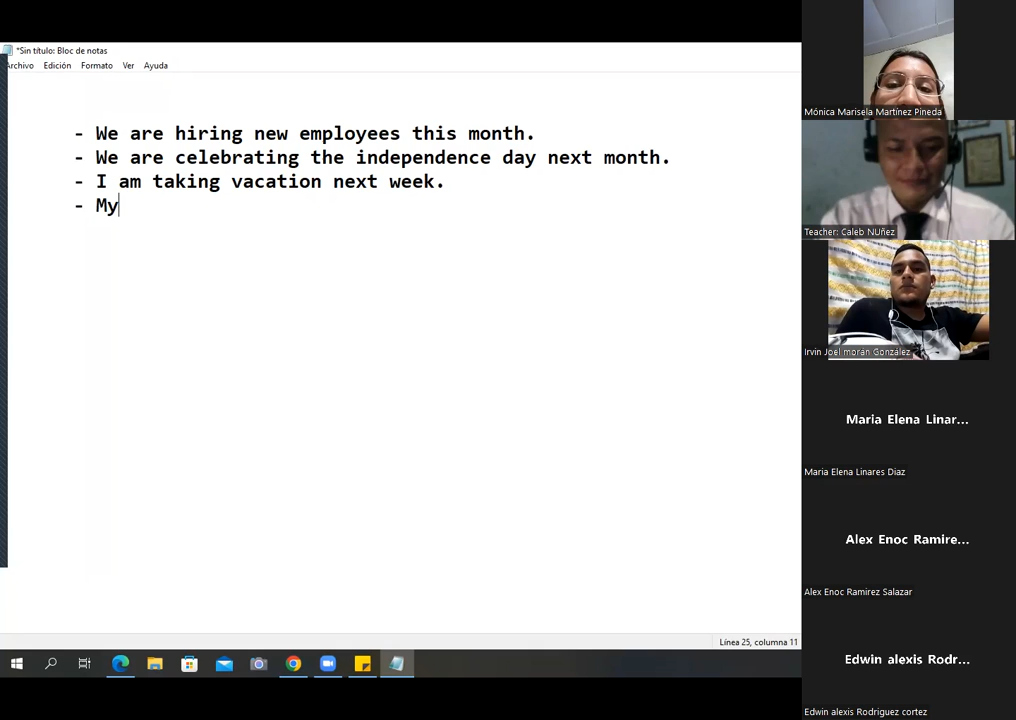 *Sin título: Bloc de notas
Archivo Edición Formato Ver Ayuda
- We are hiring new employees this month.
- We are celebrating the independence day next month.
- I am taking vacation next week.
- My
Línea 25, columna 11
Mónica Marisela Martínez Pineda
Teacher: Caleb NUñez
Irvin Joel morán González
Maria Elena Linar...
Maria Elena Linares Diaz
Alex Enoc Ramire...
Alex Enoc Ramirez Salazar
Edwin alexis Rodr...
Edwin alexis Rodriguez cortez